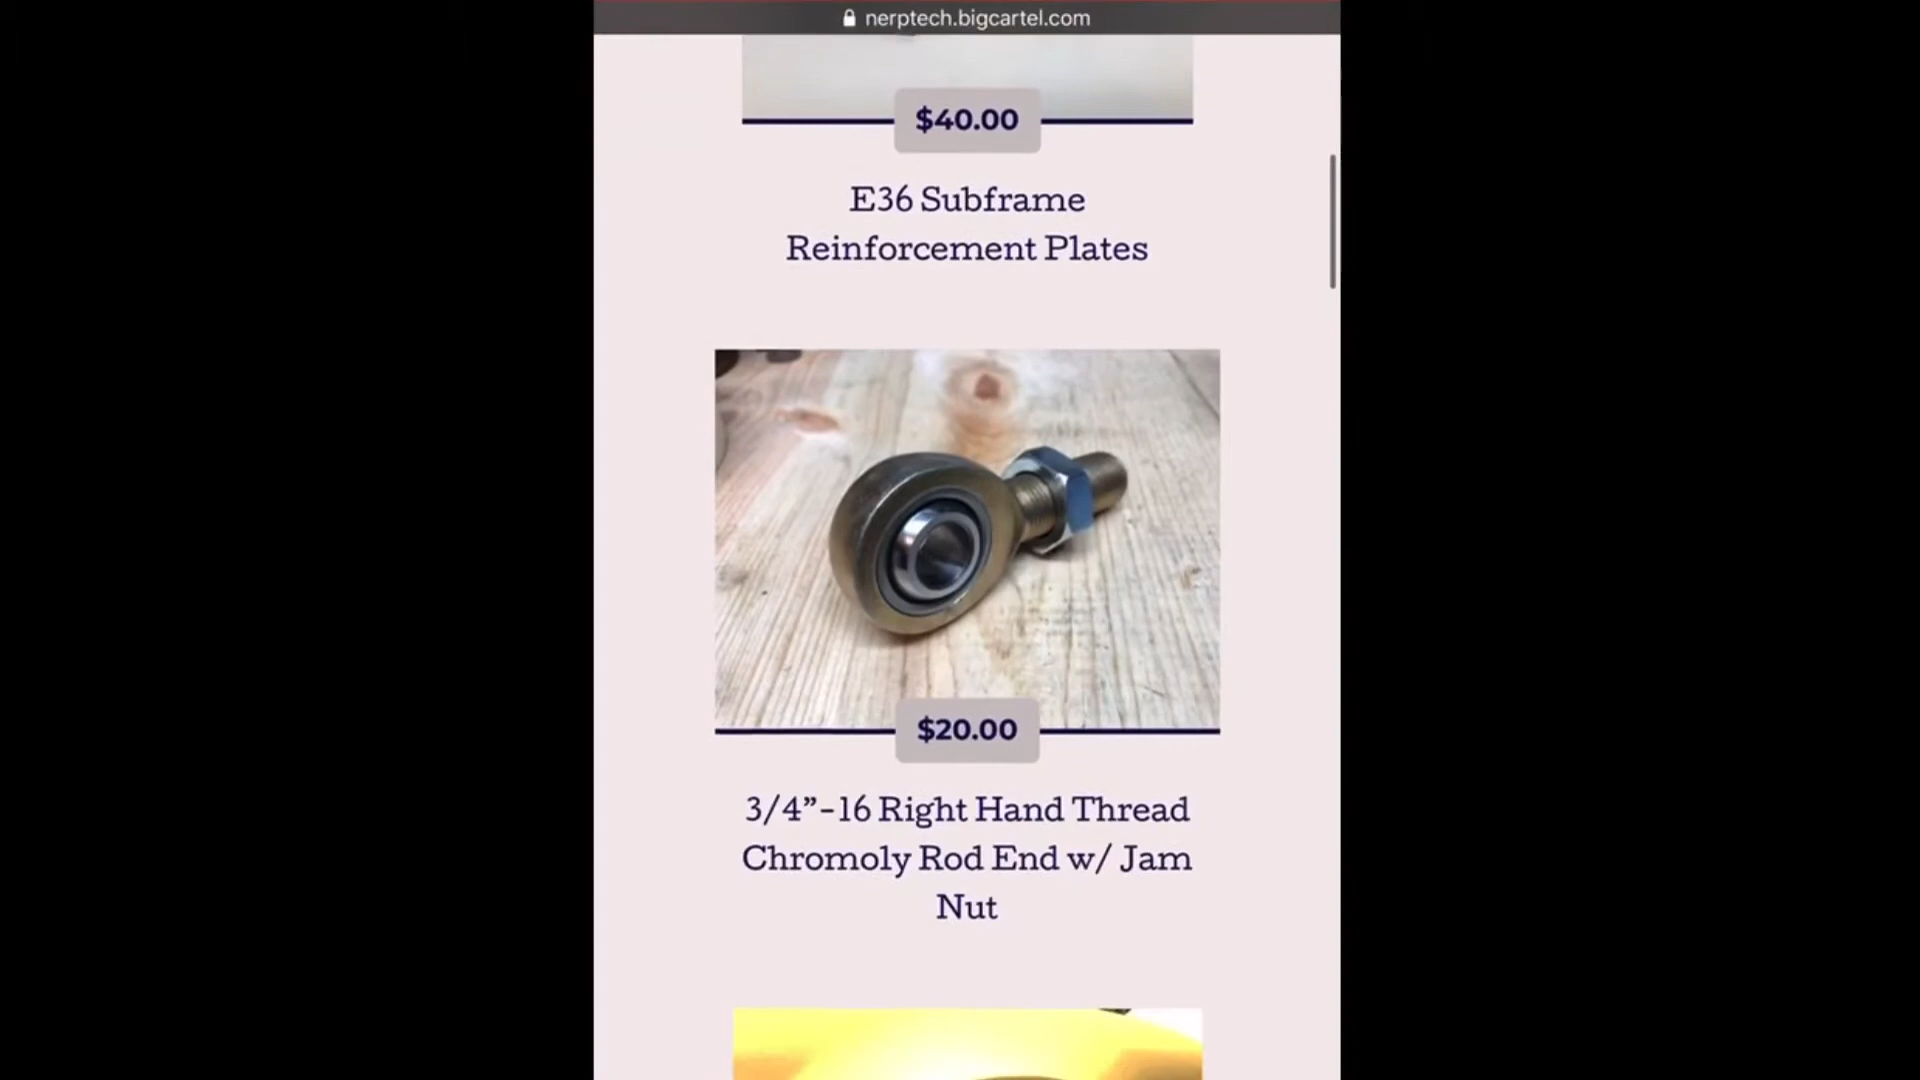 nerptech.bigcartel.com
$40.00
E36 Subframe
Reinforcement Plates
$20.00
3/4”-16 Right Hand Thread
Chromoly Rod End w/ Jam
Nut